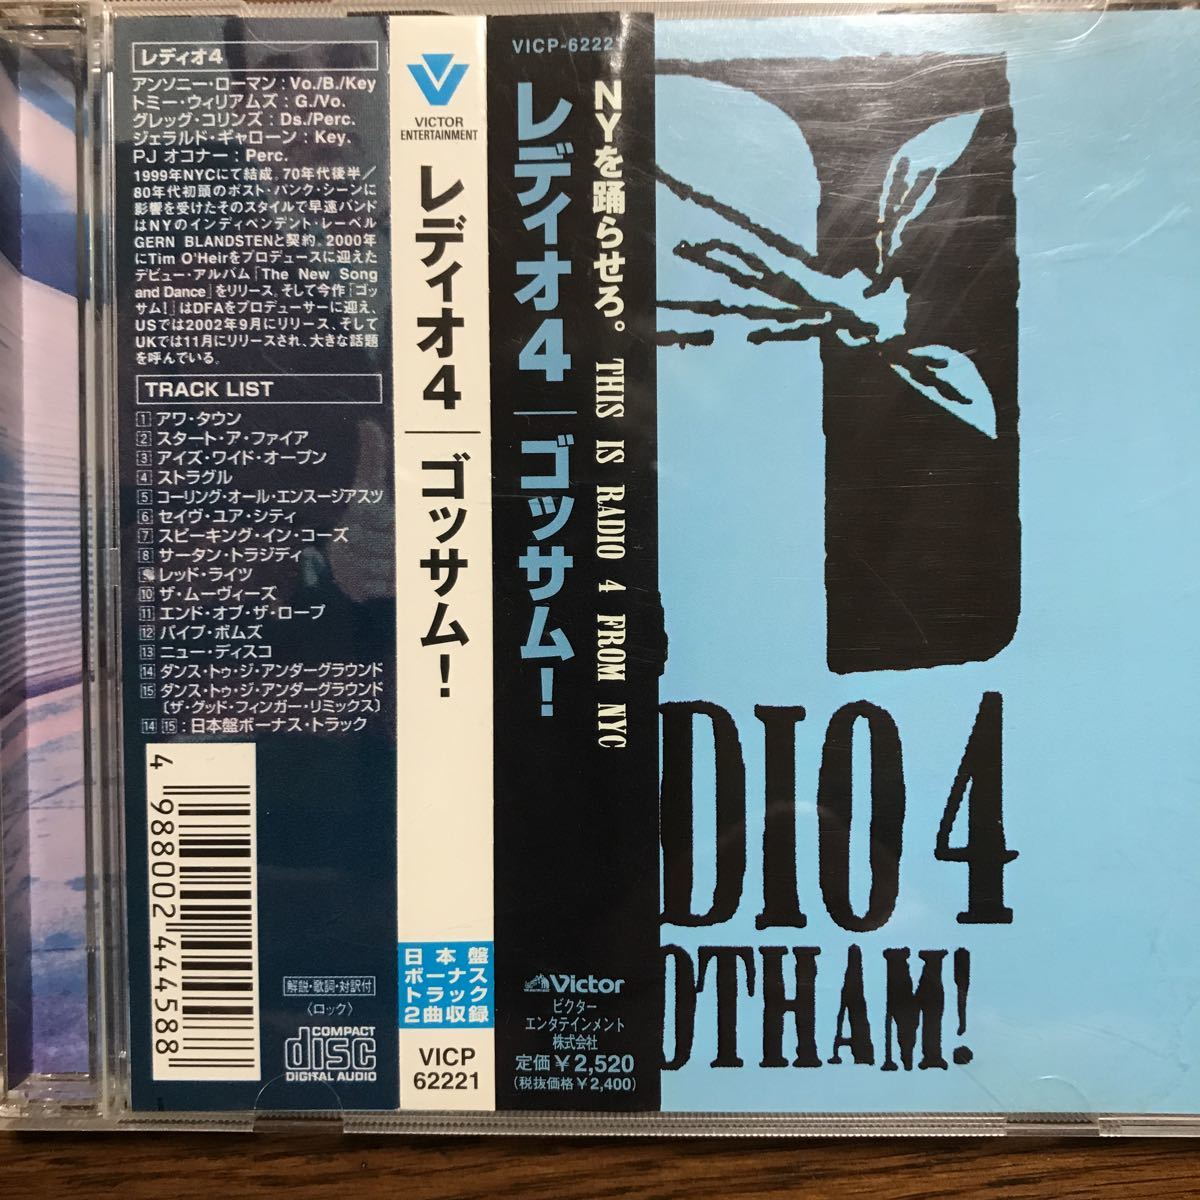 レディオ4
アンソニー・ローマン：Vo./B./Key
トミー・ウィリアムズ：G./Vo.
グレッグ・コリンズ：Ds./Perc.
ジェラルド・ギャローン：Key.
PJ オコナー：Perc.
1999年NYCにて結成。70年代後半／
80年代初頭のポスト・パンク・シーンに
影響を受けたそのスタイルで早速バンド
はNYのインディペンデント・レーベル
GERN BLANDSTENと契約。2000年
にTim O'Heirをプロデュースに迎えた
デビュー・アルバム「The New Song
and Dance」をリリース、そして今作「ゴッ
サム!」はDFAをプロデューサーに迎え、
USでは2002年9月にリリース、そして
UKでは11月にリリースされ、大きな話題
を呼んでいる。
TRACK LIST
1 アワ・タウン
2 スタート・ア・ファイア
3 アイズ・ワイド・オープン
4 ストラグル
5 コーリング・オール・エンスージアスツ
6 セイヴ・ユア・シティ
7 スピーキング・イン・コーズ
8 サータン・トラジディ
レッド・ライツ
10 ザ・ムーヴィーズ
11 エンド・オブ・ザ・ロープ
12 パイプ・ボムズ
13 ニュー・ディスコ
14 ダンス・トゥ・ジ・アンダーグラウンド
15 ダンス・トゥ・ジ・アンダーグラウンド
〔ザ・グッド・フィンガー・リミックス〕
14 15：日本盤ボーナス・トラック
4 988002 444588
解説・歌詞・対訳付
〈ロック〉
COMPACT
disc
DIGITAL AUDIO
VICTOR
ENTERTAINMENT
レディオ4
ゴッサム!
日本盤
ボーナス
トラック
2曲収録
VICP
62221
VICP-62221
レディオ4
ゴッサム!
NYを踊らせろ。 THIS IS RADIO 4 FROM NYC
Victor
ビクター
エンタテインメント
株式会社
定価￥2,520
(税抜価格￥2,400)
DIO 4
OTHAM!